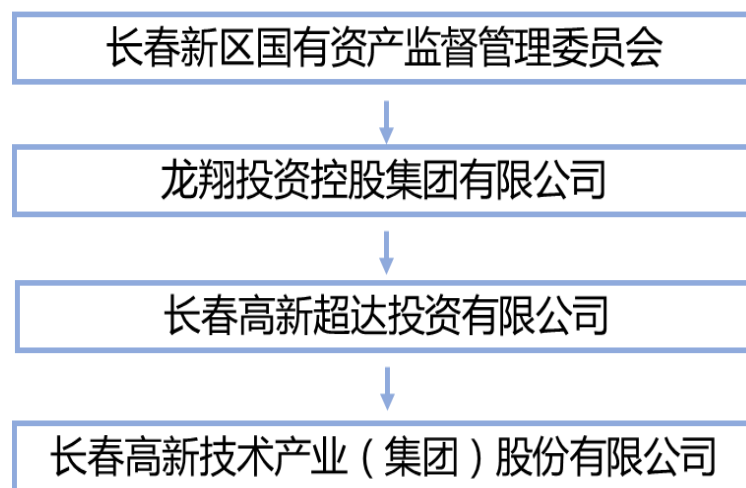 长春新区国有资产监督管理委员会
龙翔投资控股集团有限公司
长春高新超达投资有限公司
长春高新技术产业（集团）股份有限公司